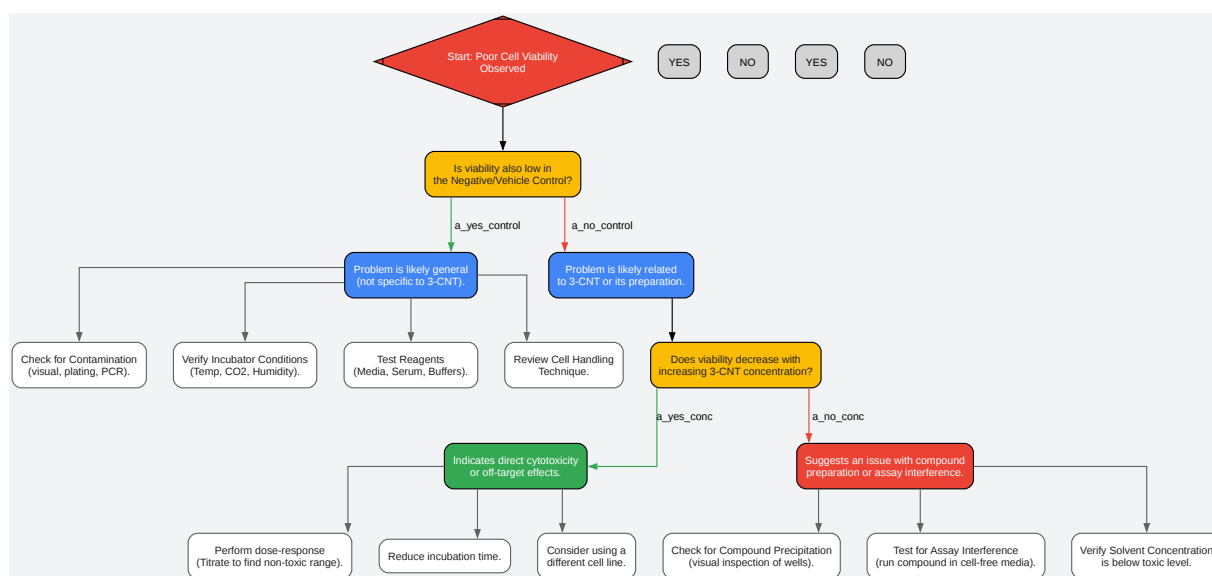 Start: Poor Cell Viability
Observed
YES
NO
YES
NO
Is viability also low in
the Negative/Vehicle Control?
a_yes_control
a_no_control
Problem is likely general
(not specific to 3-CNT).
Problem is likely related
to 3-CNT or its preparation.
Check for Contamination
(visual, plating, PCR).
Verify Incubator Conditions
(Temp, CO2, Humidity).
Test Reagents
(Media, Serum, Buffers).
Review Cell Handling
Technique.
Does viability decrease with
increasing 3-CNT concentration?
a_yes_conc
a_no_conc
Indicates direct cytotoxicity
or off-target effects.
Suggests an issue with compound
preparation or assay interference.
Perform dose-response
(Titrate to find non-toxic range).
Reduce incubation time.
Consider using a
different cell line.
Check for Compound Precipitation
(visual inspection of wells).
Test for Assay Interference
(run compound in cell-free media).
Verify Solvent Concentration
is below toxic level.